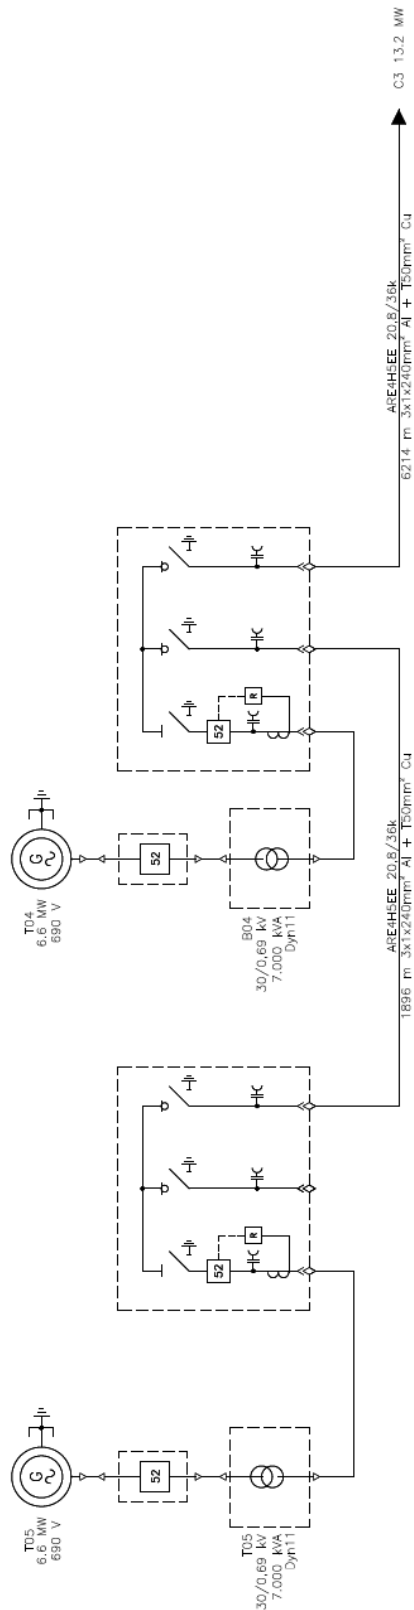 T05
6.6 MW
690 V
52
T05
30/0,69 kV
7.000 kVA
Dyn11
52
R
ARE4H5EE 20,8/36k
1896 m 3x1x240mm² Al + T50mm² Cu
T04
6.6 MW
690 V
52
B04
30/0,69 kV
7.000 kVA
Dyn11
52
R
ARE4H5EE 20,8/36k
6214 m 3x1x240mm² Al + T50mm² Cu
C3 13.2 MW
G
G